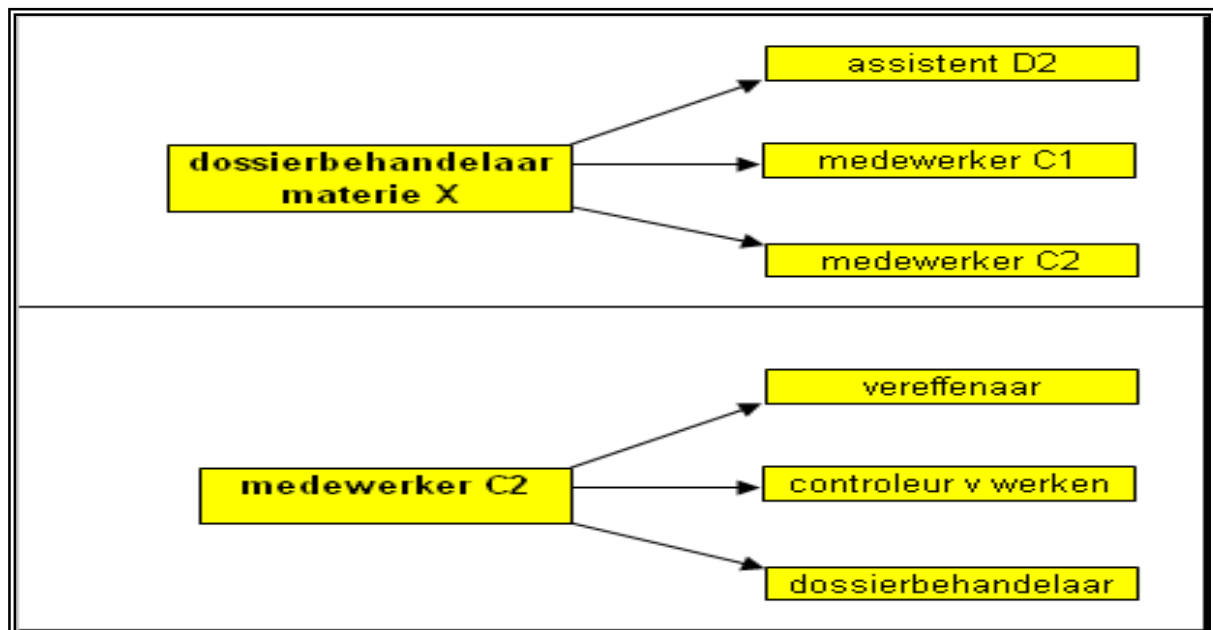 assistent D2
dossierbehandelaar
materie X
medewerker C1
medewerker C2
vereffenaar
medewerker C2
controleur v werken
dossierbehandelaar